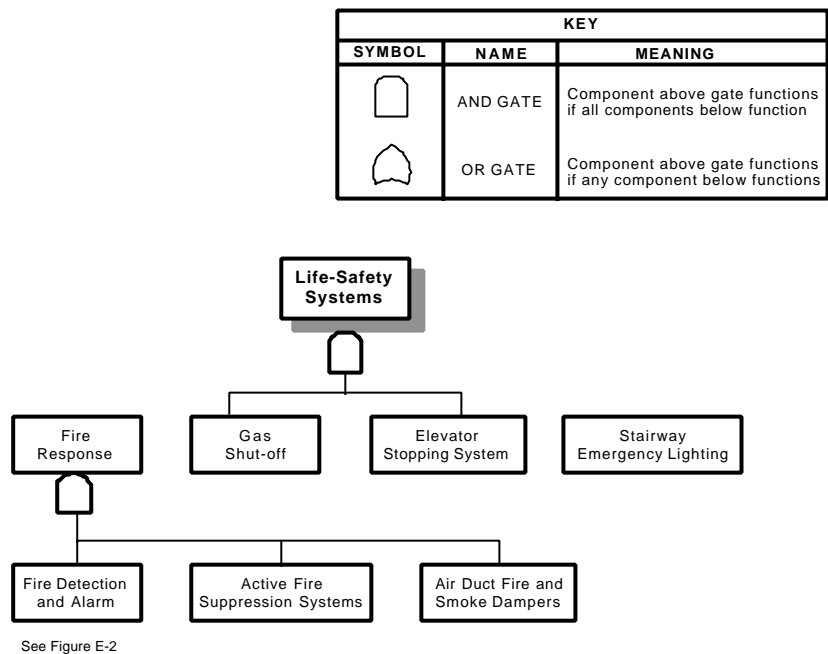 KEY
SYMBOL NAME MEANING
AND GATE
Component above gate functions
if all components below function
OR GATE
Component above gate functions
if any component below functions
Life-Safety
Systems
Fire
Response
Gas
Shut-off
Elevator
Stopping System
Stairway
Emergency Lighting
Fire Detection
and Alarm
Active Fire
Suppression Systems
Air Duct Fire and
Smoke Dampers
See Figure E-2